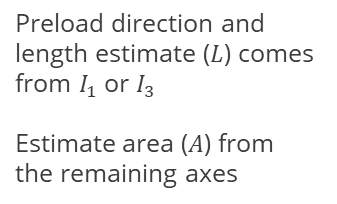 Preload direction and
length estimate (L) comes
from I₁ or I₃
Estimate area (A) from
the remaining axes